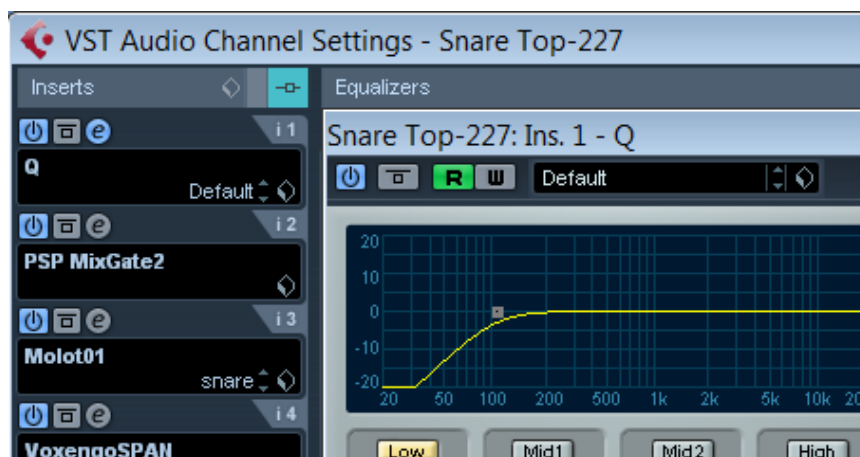 VST Audio Channel Settings - Snare Top-227
Inserts
Equalizers
i 1
Q
Default
i 2
PSP MixGate2
i 3
Molot01
snare
i 4
VoxengoSPAN
Snare Top-227: Ins. 1 - Q
R W Default
20
10
0
-10
-20
20 50 100 200 500 1k 2k 5k 10k 20
Low Mid1 Mid2 High